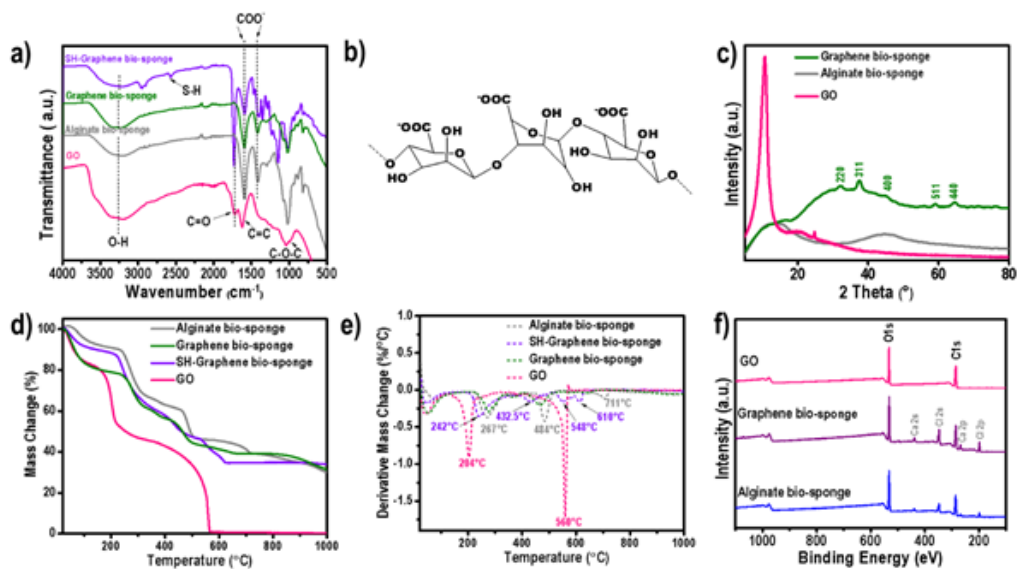 a)
COO⁻
SH-Graphene bio-sponge
S-H
Graphene bio-sponge
Alginate bio-sponge
GO
C=O
C=C
O-H
C-O-C
Transmittance ( a.u.)
4000 3500 3000 2500 2000 1500 1000 500
Wavenumber (cm⁻¹)
b)
⁻OOC
OH
O
HO
OH
O
⁻OOC
O
OH
O
OH
⁻OOC
O
HO
OH
O
c)
Graphene bio-sponge
Alginate bio-sponge
GO
220
311
400
511
440
Intensity (a.u.)
20 40 60 80
2 Theta (°)
d)
Alginate bio-sponge
Graphene bio-sponge
SH-Graphene bio-sponge
GO
Mass Change (%)
100
80
60
40
20
0
200 400 600 800 1000
Temperature (°C)
e)
Alginate bio-sponge
SH-Graphene bio-sponge
Graphene bio-sponge
GO
Derivative Mass Change (%/°C)
1.0
0.5
0.0
-0.5
-1.0
-1.5
242°C
432.5°C
267°C
484°C
548°C
610°C
711°C
204°C
560°C
200 400 600 800 1000
Temperature (°C)
f)
O1s
C1s
GO
Graphene bio-sponge
Ca 2s
Cl 2s
Ca 2p
Cl 2p
Alginate bio-sponge
Intensity (a.u.)
1000 800 600 400 200
Binding Energy (eV)